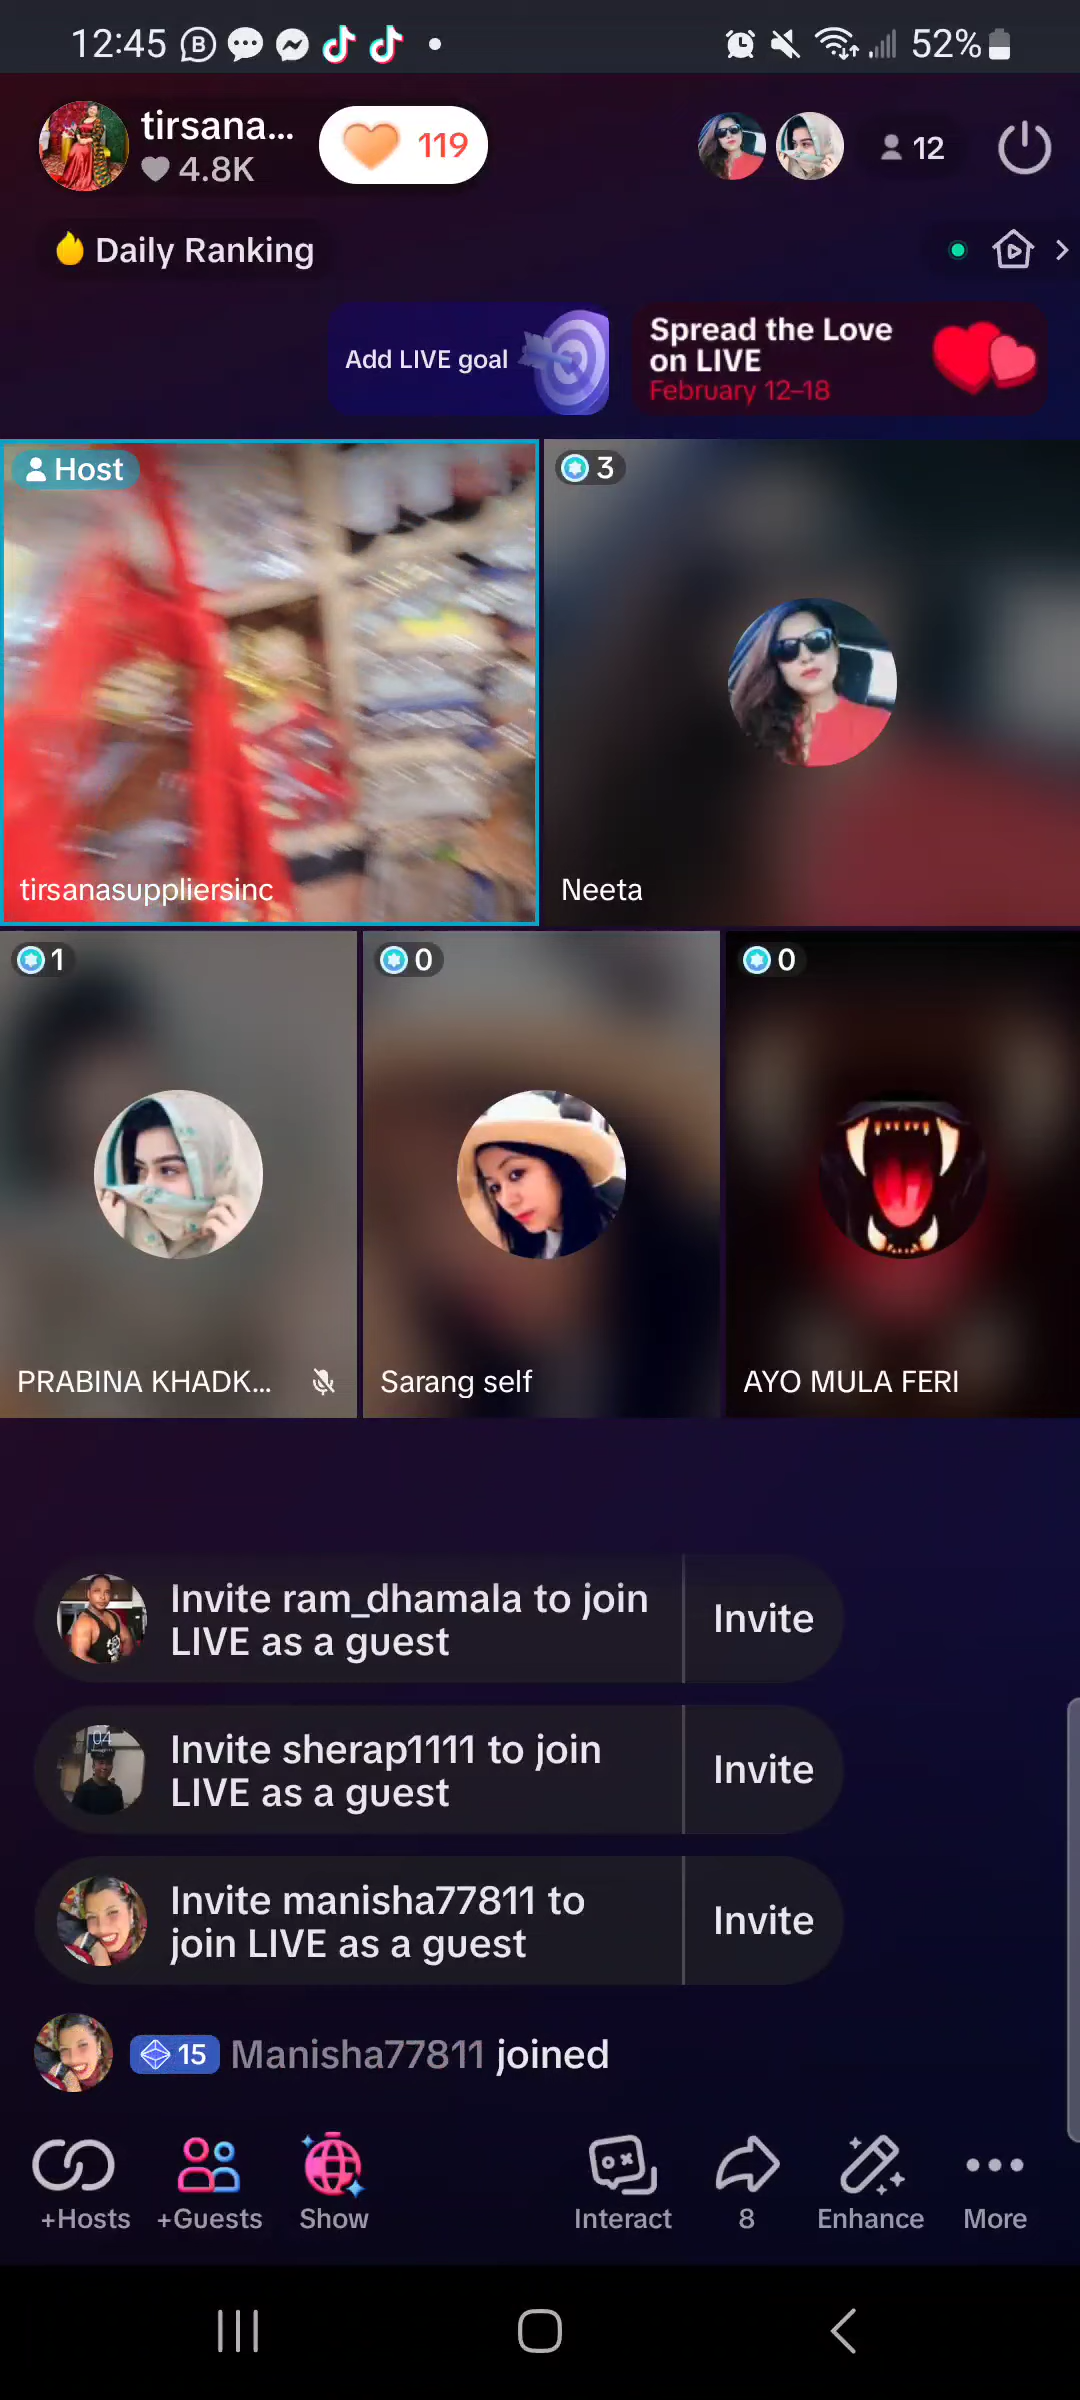 12:45
52%
tirsana...
4.8K
119
12
Daily Ranking
Add LIVE goal
Spread the Love
on LIVE
February 12–18
Host
tirsanasuppliersinc
3
Neeta
1
PRABINA KHADK...
0
Sarang self
0
AYO MULA FERI
Invite ram_dhamala to join
LIVE as a guest
Invite
Invite sherap1111 to join
LIVE as a guest
Invite
Invite manisha77811 to
join LIVE as a guest
Invite
15 Manisha77811 joined
+Hosts
+Guests
Show
Interact
8
Enhance
More